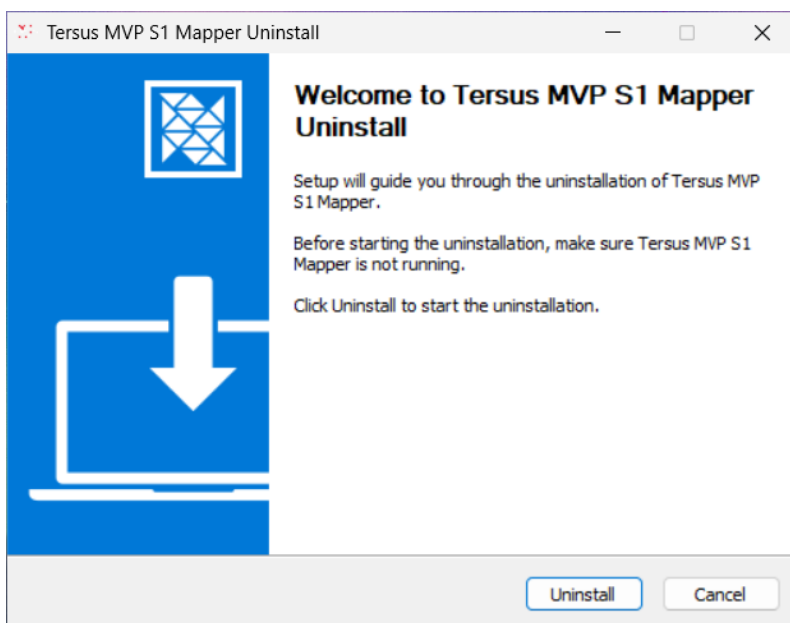 Tersus MVP S1 Mapper Uninstall
Welcome to Tersus MVP S1 Mapper
Uninstall
Setup will guide you through the uninstallation of Tersus MVP
S1 Mapper.
Before starting the uninstallation, make sure Tersus MVP S1
Mapper is not running.
Click Uninstall to start the uninstallation.
Uninstall
Cancel